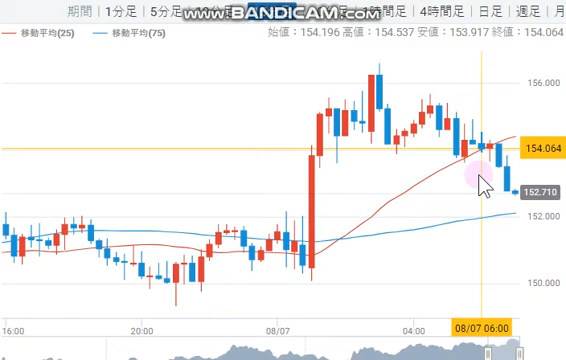 期間 1分足 5分足 1時間足 4時間足 日足 週足 月
www.BANDICAM.com
移動平均(25) 移動平均(75) 始値：154.196 高値：154.537 安値：153.917 終値：154.064
156.000
154.064
152.710
152.000
150.000
16:00 20:00 08/07 04:00 08/07 06:00